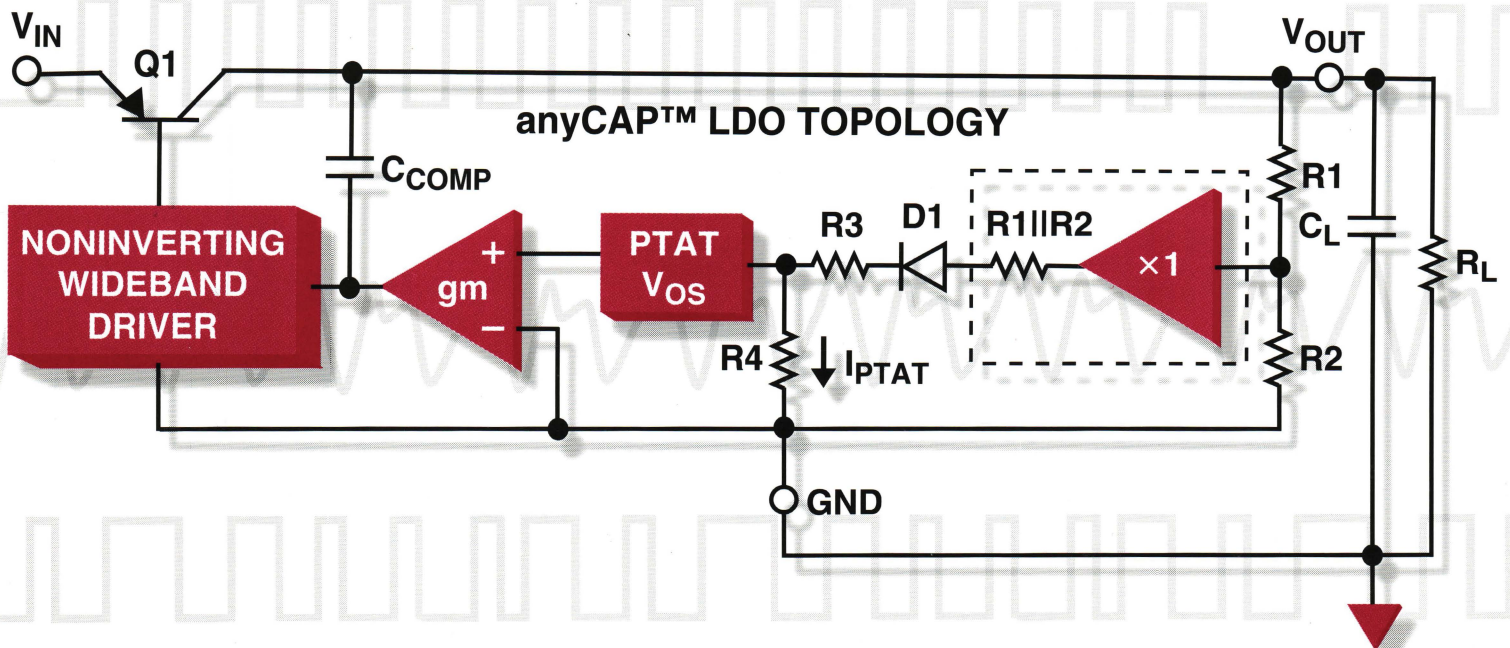 VIN
Q1
VOUT
anyCAP™ LDO TOPOLOGY
CCOMP
R1
NONINVERTING
WIDEBAND
DRIVER
+
gm
–
PTAT
VOS
R3
D1
R1||R2
×1
CL
RL
R4
IPTAT
R2
GND